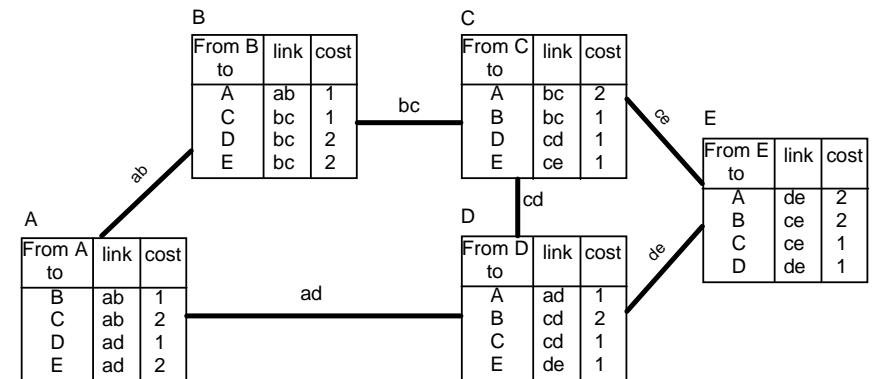 B
From B to link cost
A ab 1
C bc 1
D bc 2
E bc 2
bc
C
From C to link cost
A bc 2
B bc 1
D cd 1
E ce 1
ce
E
From E to link cost
A de 2
B ce 2
C ce 1
D de 1
ab
cd
A
From A to link cost
B ab 1
C ab 2
D ad 1
E ad 2
ad
D
From D to link cost
A ad 1
B cd 2
C cd 1
E de 1
de